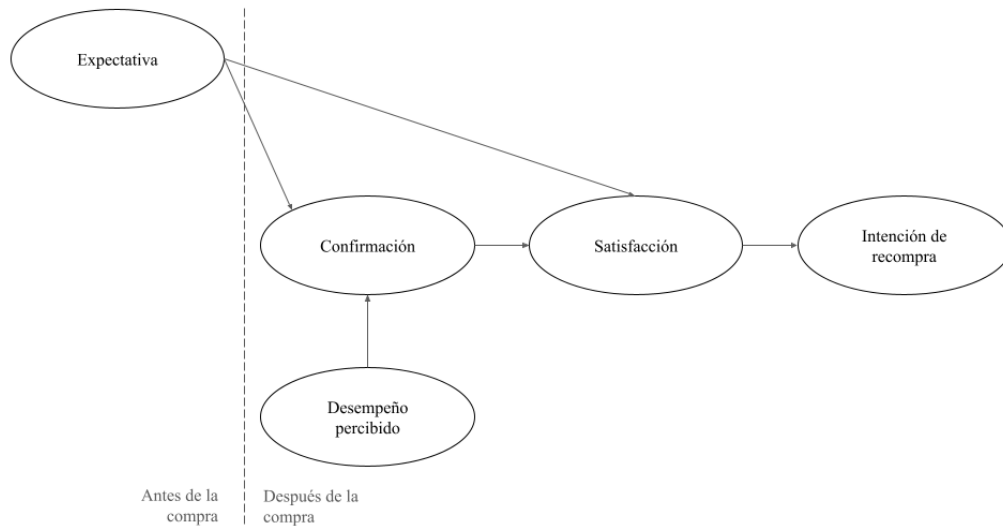 Expectativa
Confirmación
Satisfacción
Intención de
recompra
Desempeño
percibido
Antes de la
compra
Después de la
compra